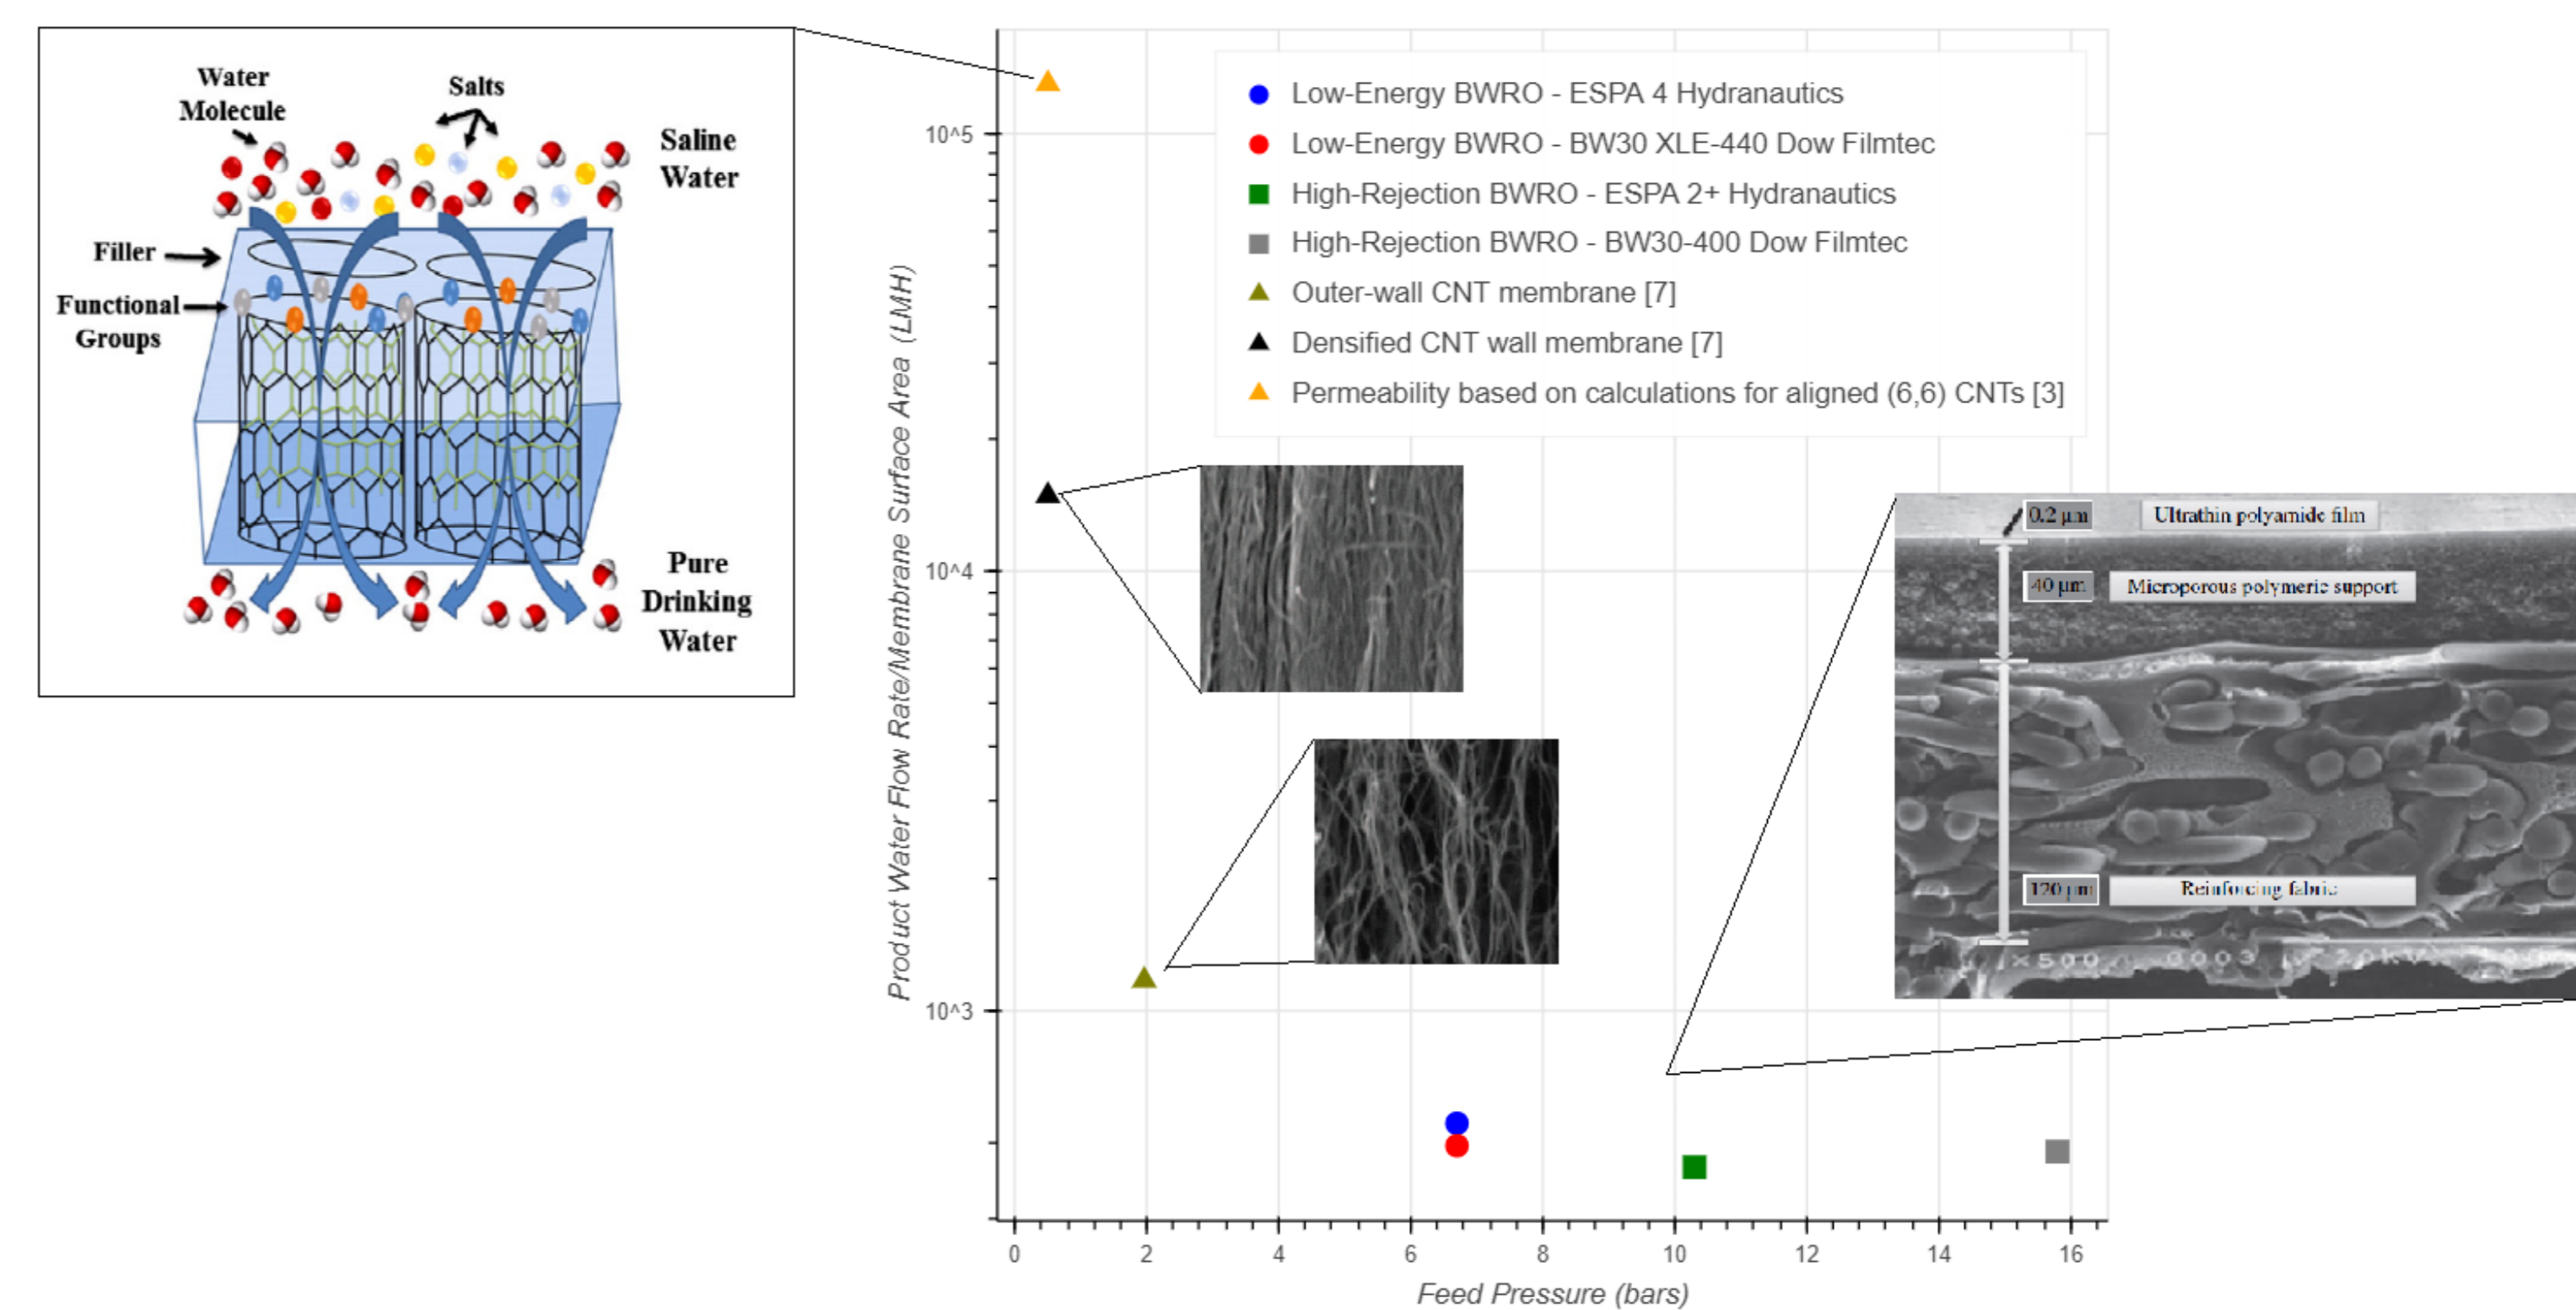 Water
Molecule
Salts
Saline
Water
Filler
Functional
Groups
Pure
Drinking
Water
Product Water Flow Rate/Membrane Surface Area (LMH)
10^5
10^4
10^3
Low-Energy BWRO - ESPA 4 Hydranautics
Low-Energy BWRO - BW30 XLE-440 Dow Filmtec
High-Rejection BWRO - ESPA 2+ Hydranautics
High-Rejection BWRO - BW30-400 Dow Filmtec
Outer-wall CNT membrane [7]
Densified CNT wall membrane [7]
Permeability based on calculations for aligned (6,6) CNTs [3]
0.2 µm Ultrathin polyamide film
40 µm Microporous polymeric support
120 µm Reinforcing fabric
X500 0003 20KV
0 2 4 6 8 10 12 14 16
Feed Pressure (bars)